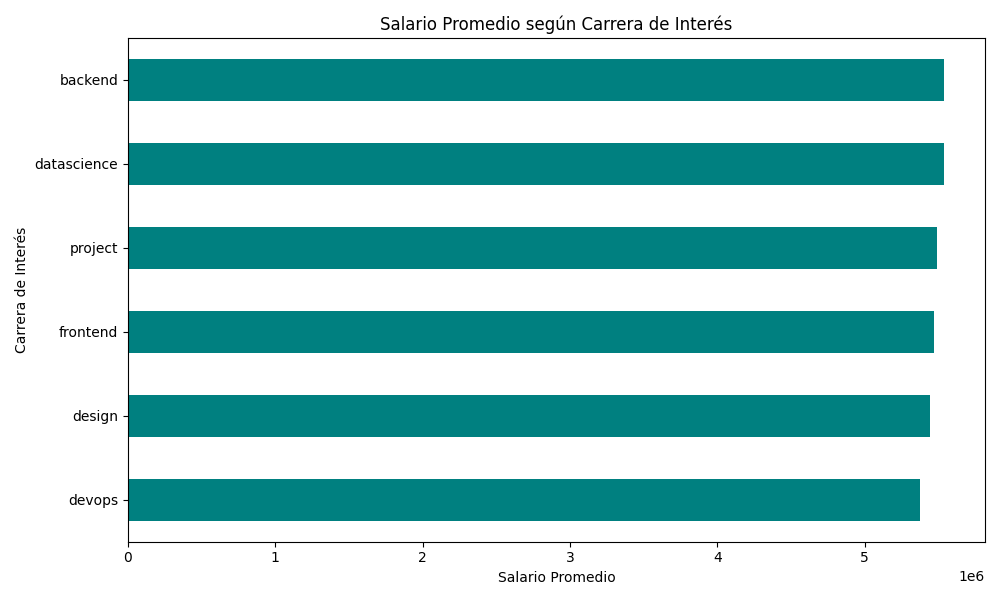 Salario Promedio según Carrera de Interés
Carrera de Interés
backend
datascience
project
frontend
design
devops
0 1 2 3 4 5
1e6
Salario Promedio